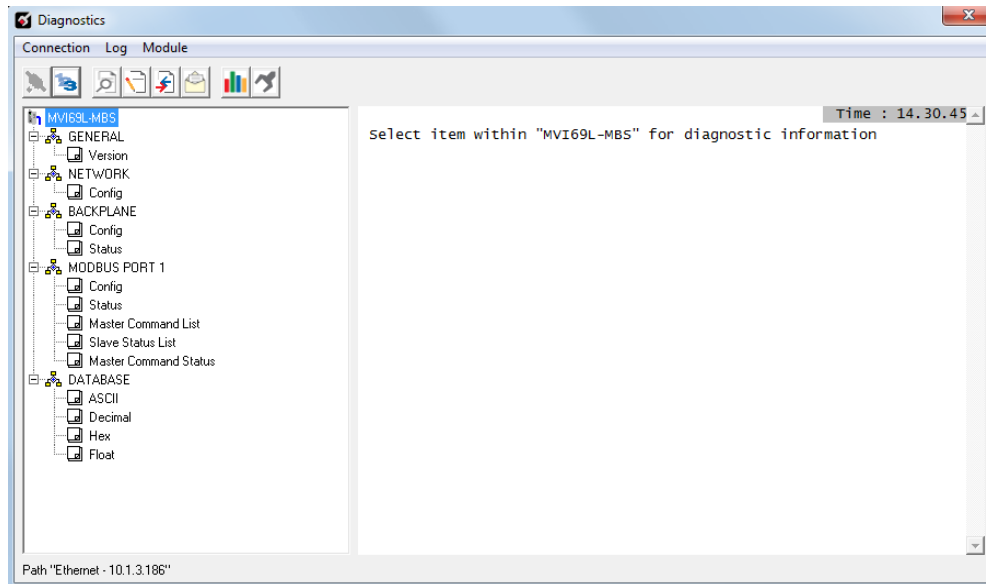 Diagnostics
Connection Log Module
MVI69L-MBS
GENERAL
Version
NETWORK
Config
BACKPLANE
Config
Status
MODBUS PORT 1
Config
Status
Master Command List
Slave Status List
Master Command Status
DATABASE
ASCII
Decimal
Hex
Float
Time : 14.30.45
Select item within "MVI69L-MBS" for diagnostic information
Path "Ethernet - 10.1.3.186"